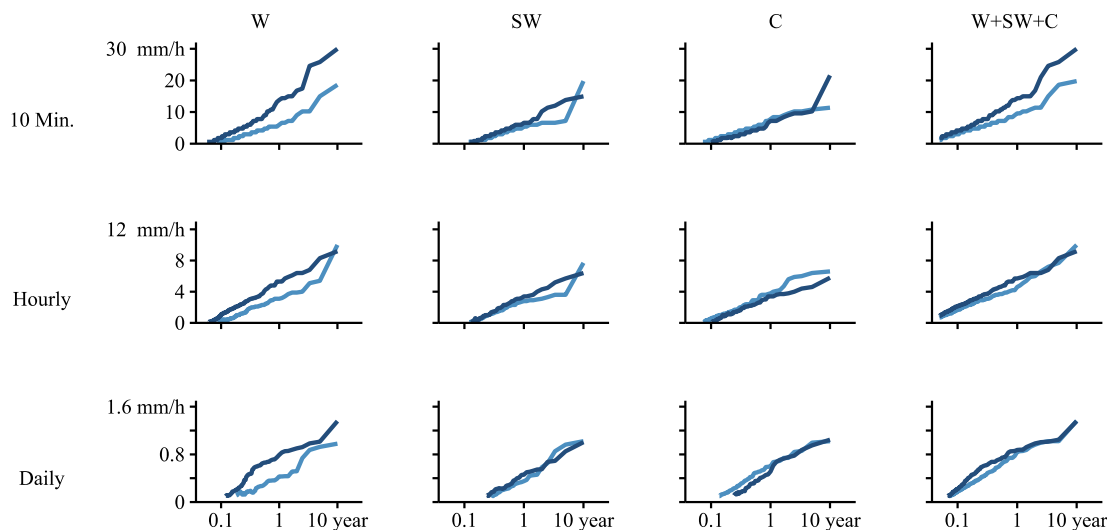 W SW C W+SW+C
30 mm/h
20
10 Min.
10
0
12 mm/h
8
Hourly
4
0
1.6 mm/h
0.8
Daily
0
0.1 1 10 year 0.1 1 10 year 0.1 1 10 year 0.1 1 10 year